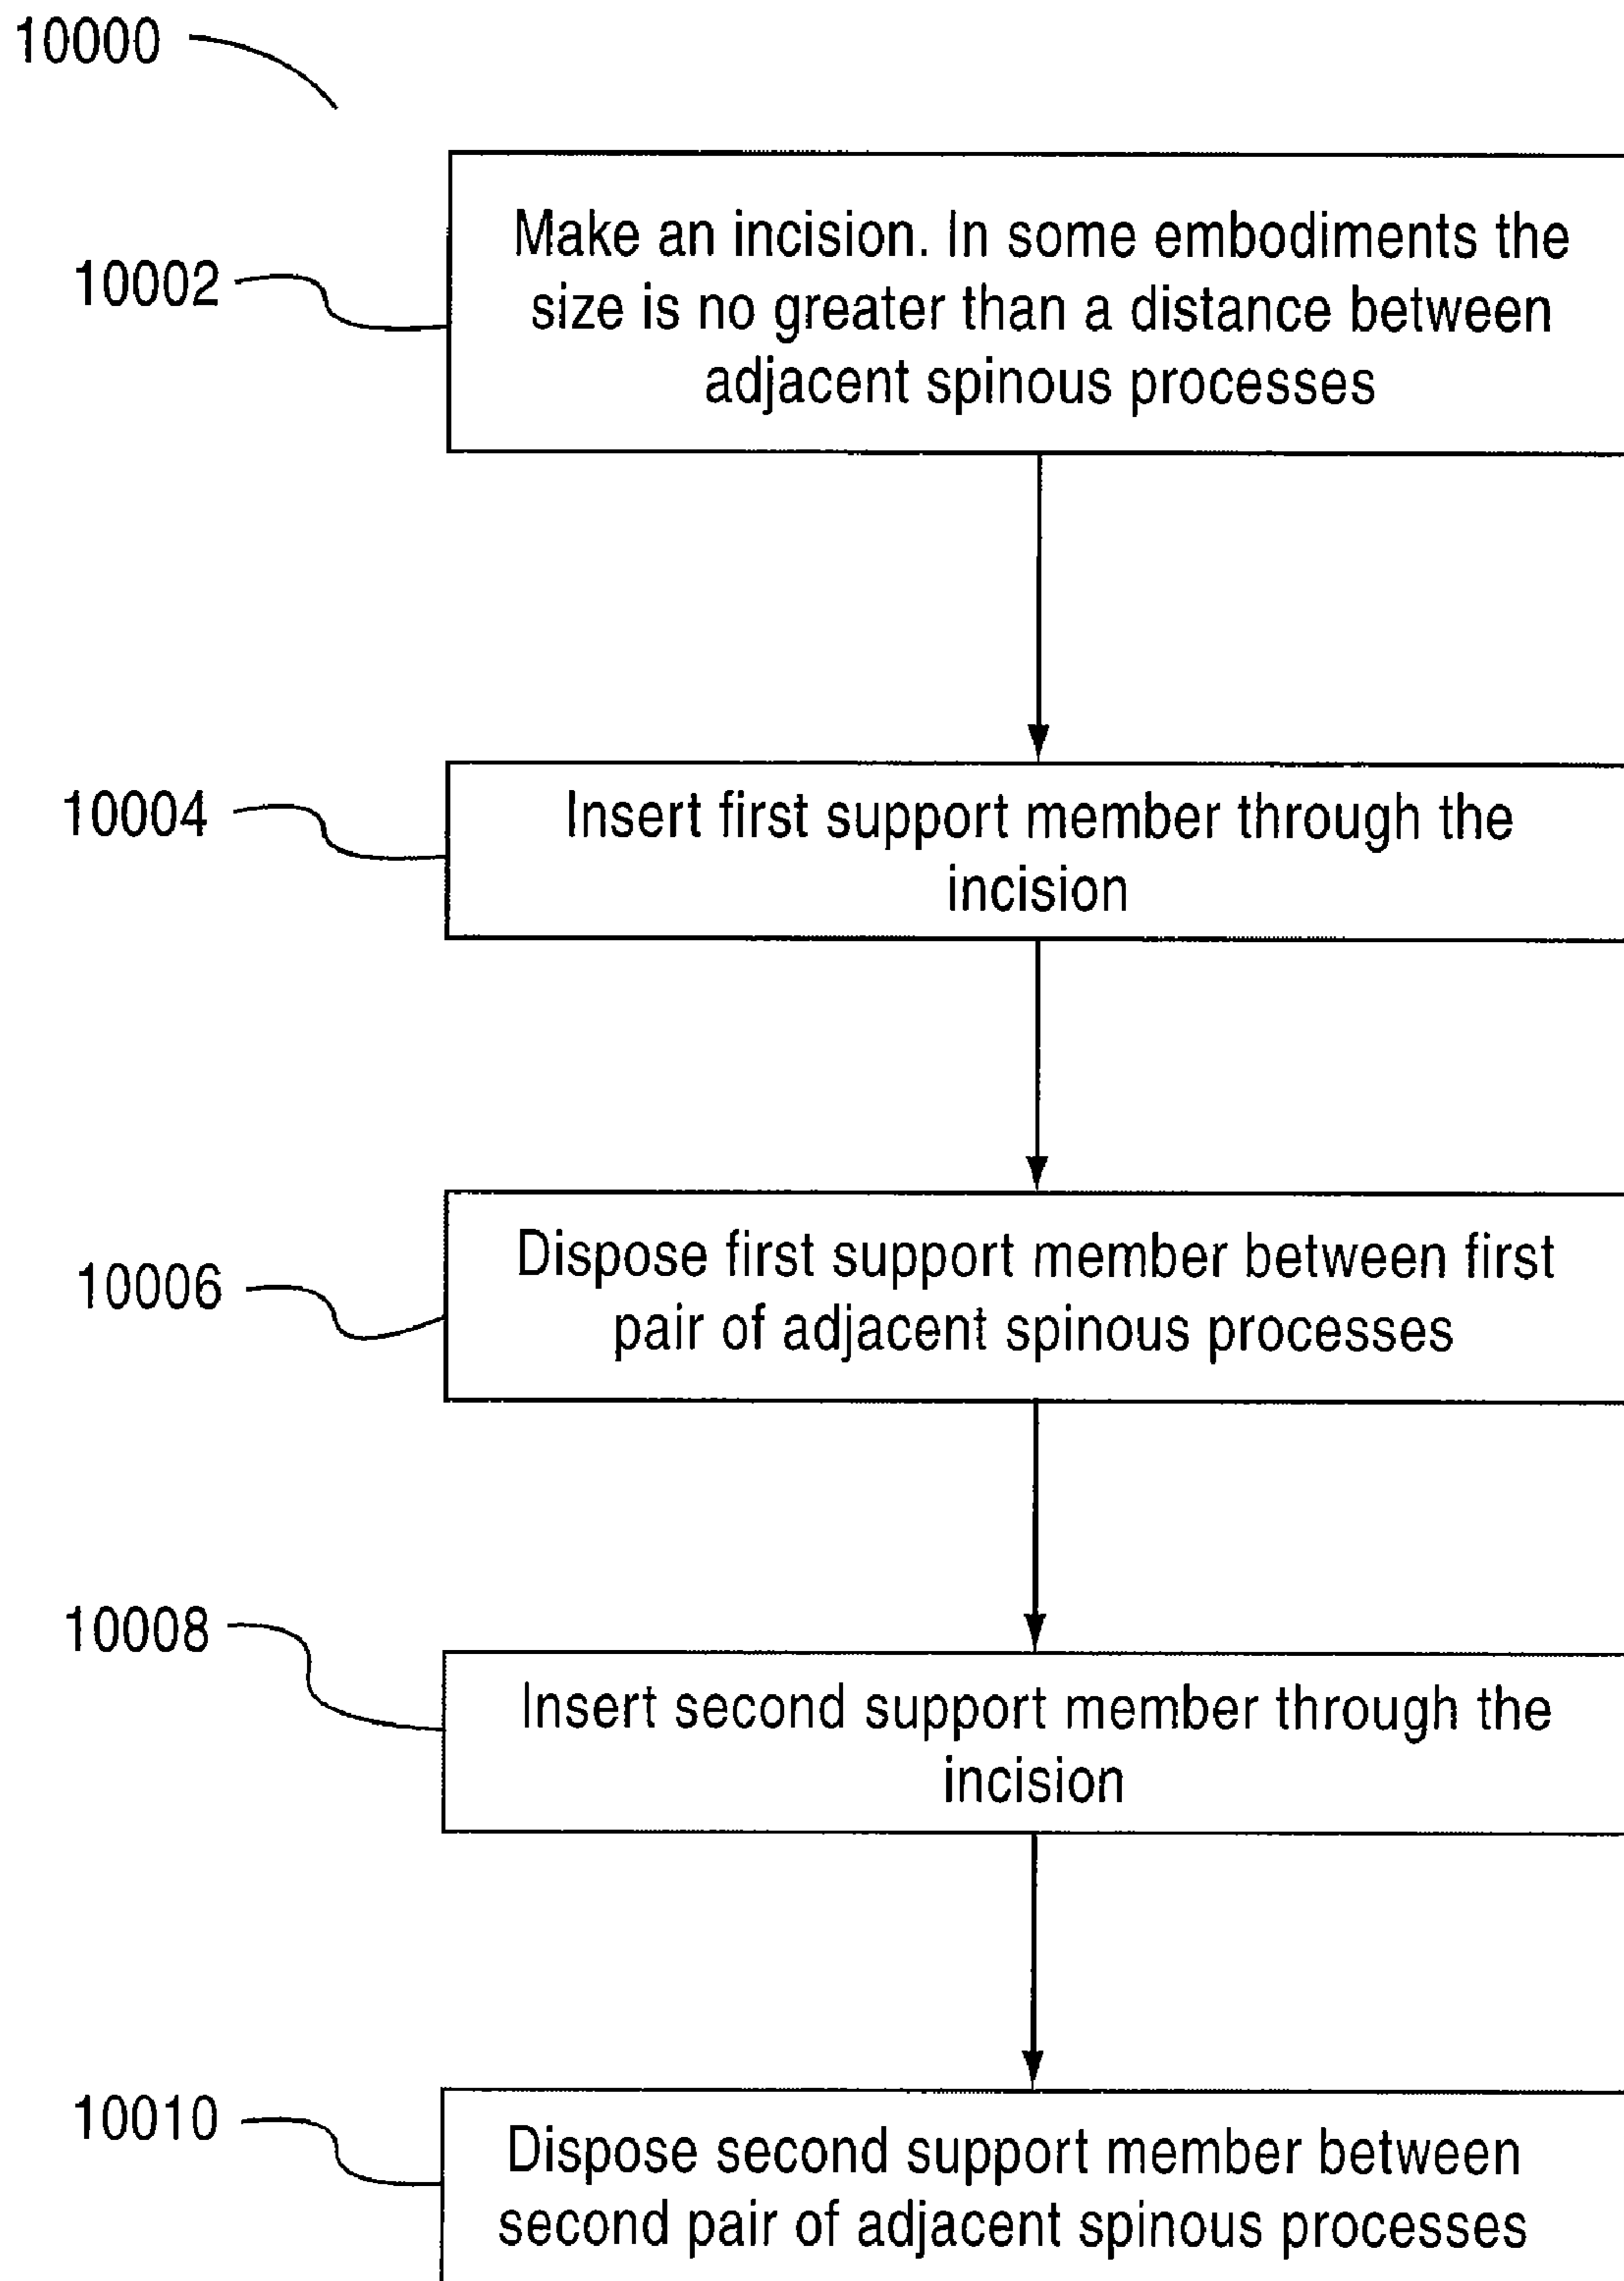 10000
10002
Make an incision. In some embodiments the
size is no greater than a distance between
adjacent spinous processes
10004
Insert first support member through the
incision
10006
Dispose first support member between first
pair of adjacent spinous processes
10008
Insert second support member through the
incision
10010
Dispose second support member between
second pair of adjacent spinous processes